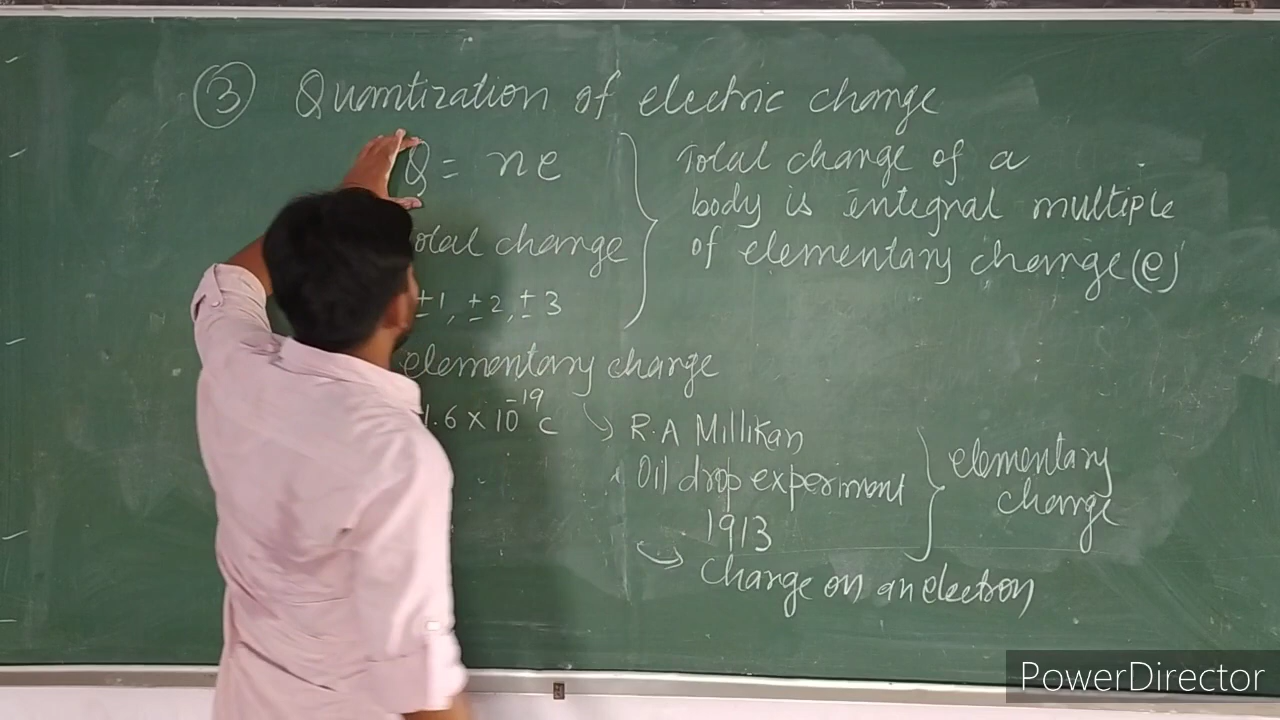 ③ Quantization of electric charge
Q = ne
otal charge
±1, ±2, ±3
elementary charge
1.6 × 10⁻¹⁹ C
Total charge of a
body is integral multiple
of elementary charge (e)
→ R.A Millikan
Oil drop experiment
1913
→ Charge on an electron
elementary
charge
PowerDirector